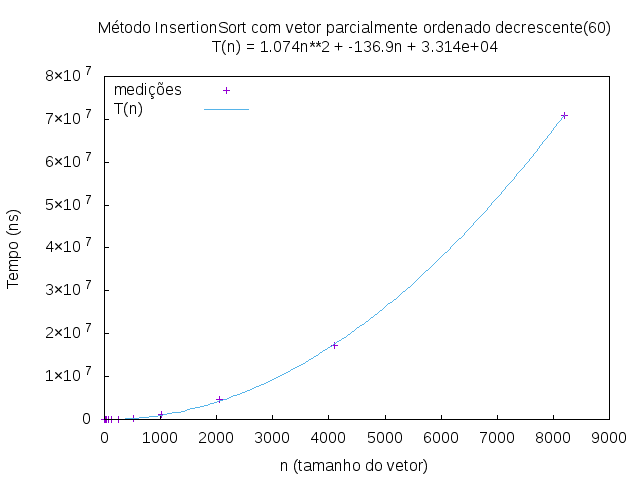 Método InsertionSort com vetor parcialmente ordenado decrescente(60)
T(n) = 1.074n**2 + -136.9n + 3.314e+04
medições
T(n)
8×10 7
7×10 7
6×10 7
5×10 7
4×10 7
3×10 7
2×10 7
1×10 7
0
Tempo (ns)
0 1000 2000 3000 4000 5000 6000 7000 8000 9000
n (tamanho do vetor)